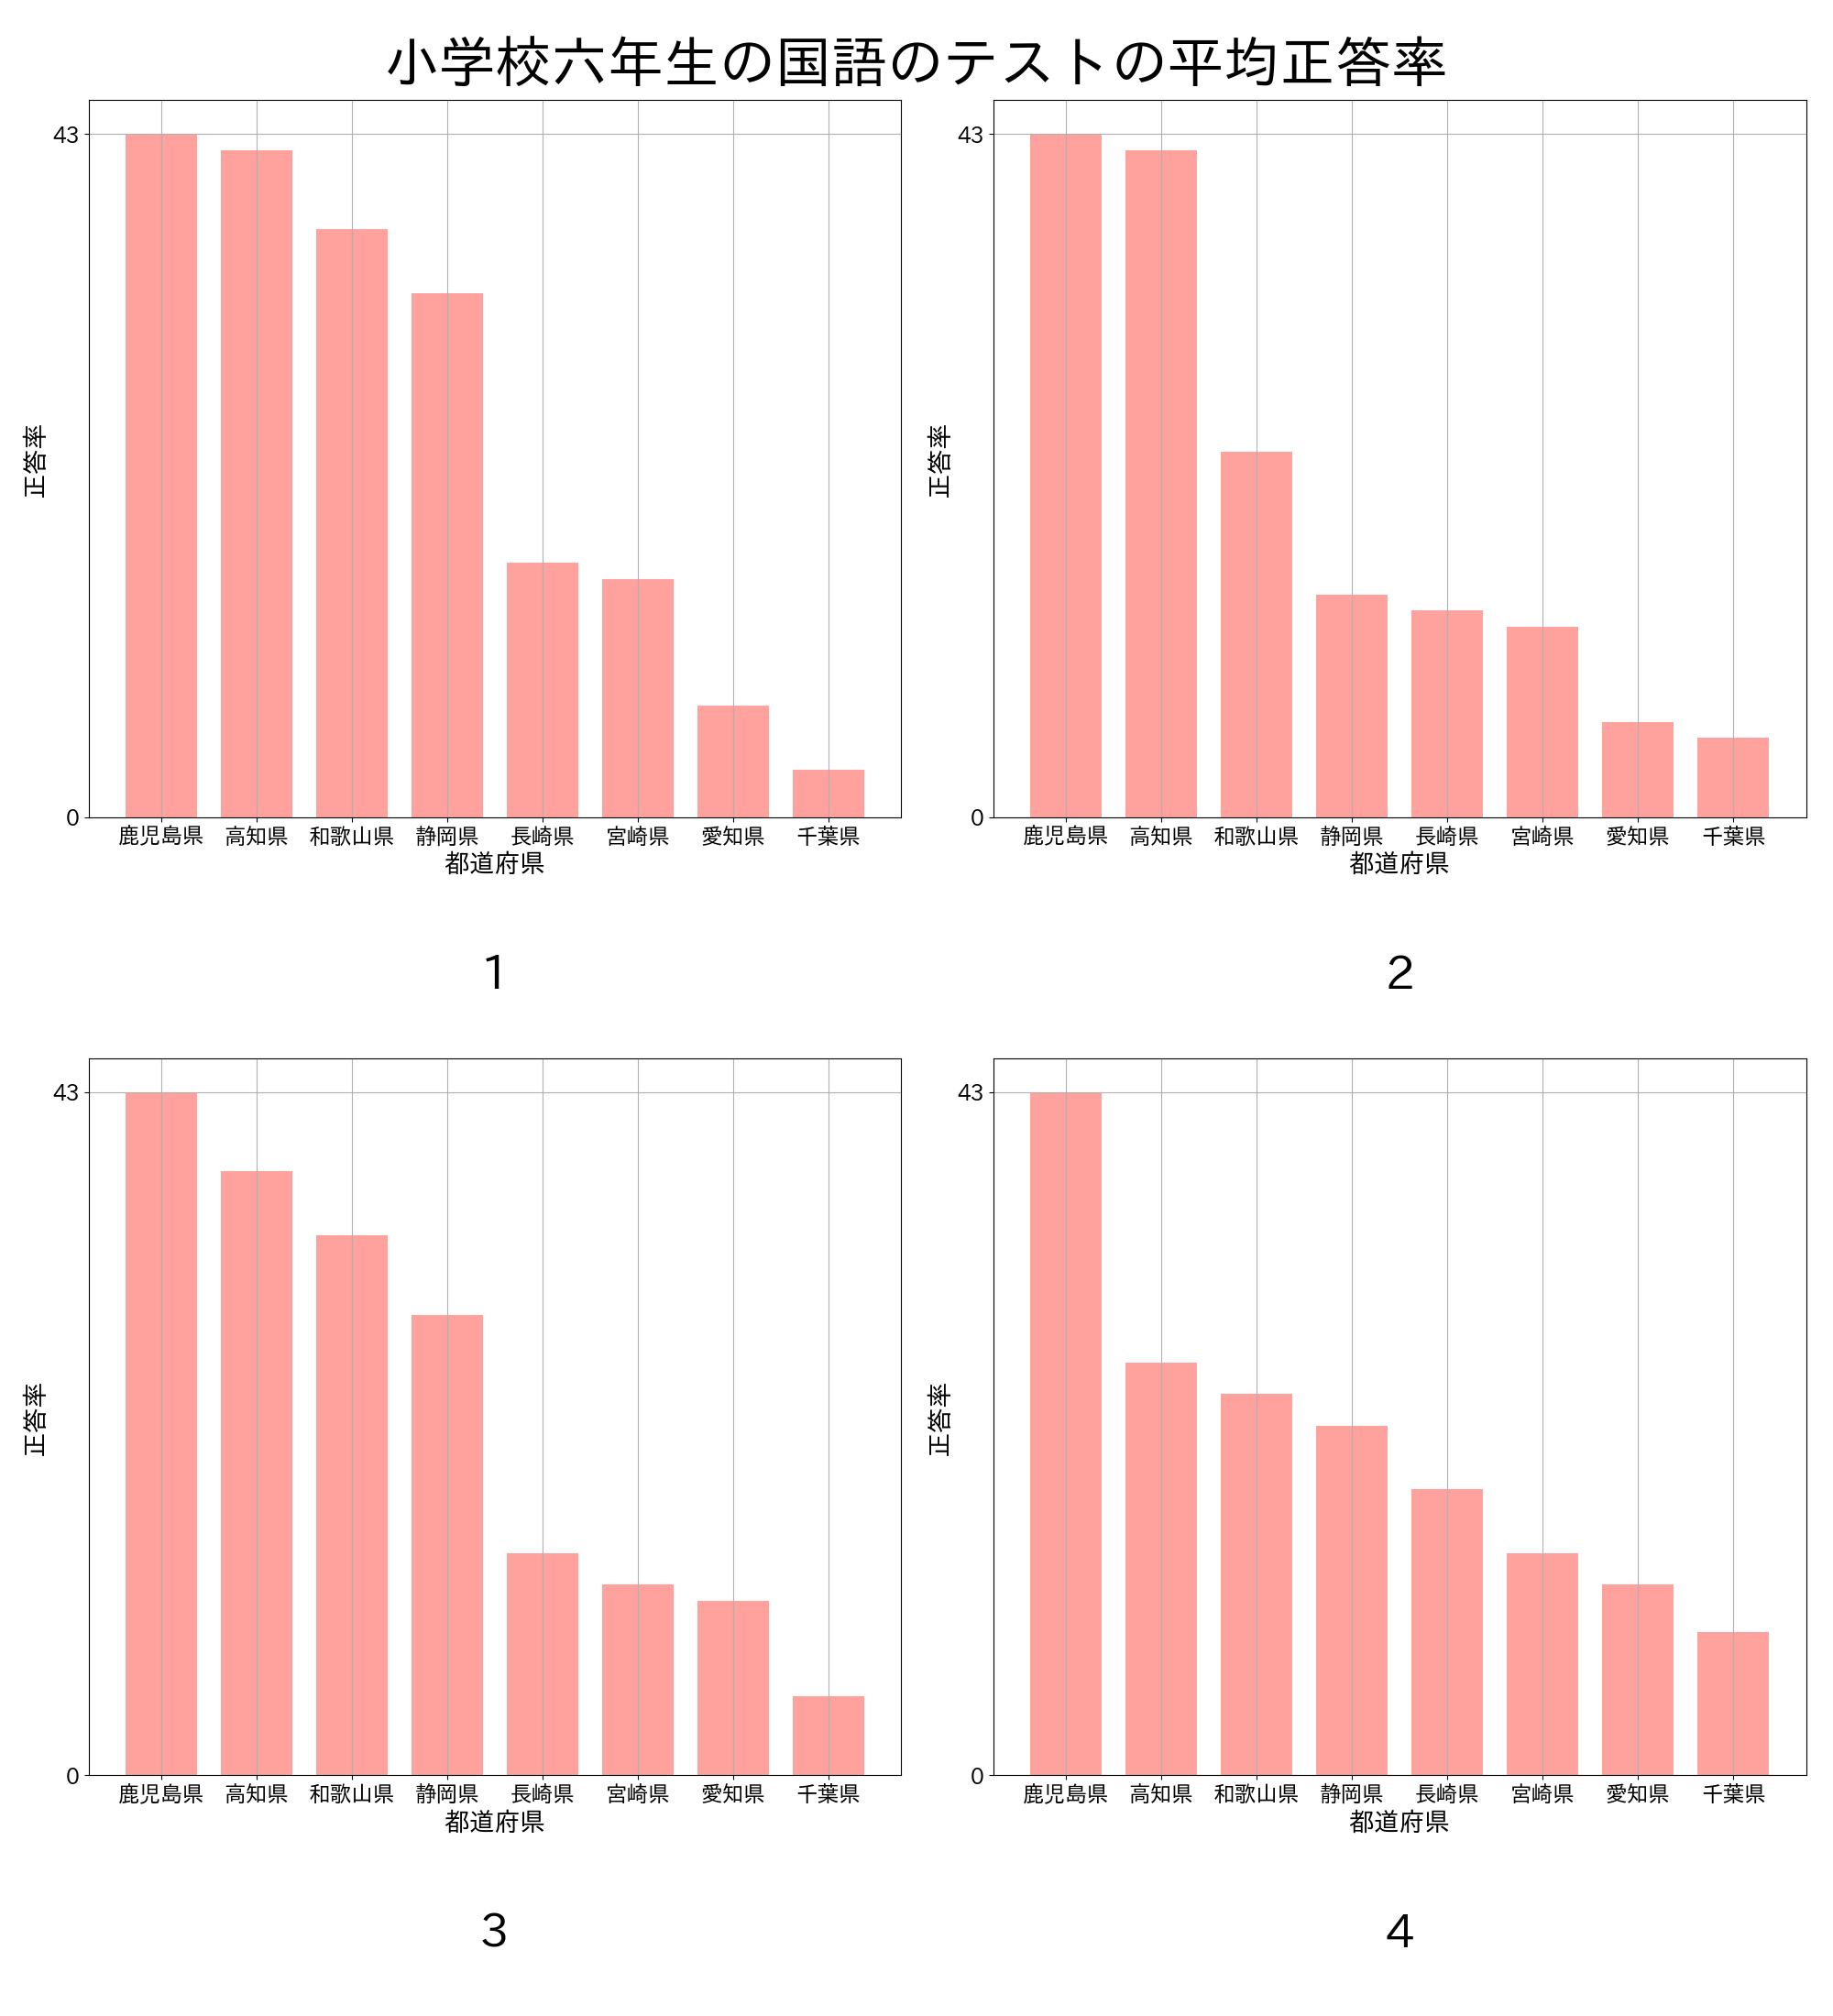 小学校六年生の国語のテストの平均正答率
43
0
正答率
鹿児島県 高知県 和歌山県 静岡県 長崎県 宮崎県 愛知県 千葉県
都道府県
1
43
0
正答率
鹿児島県 高知県 和歌山県 静岡県 長崎県 宮崎県 愛知県 千葉県
都道府県
2
43
0
正答率
鹿児島県 高知県 和歌山県 静岡県 長崎県 宮崎県 愛知県 千葉県
都道府県
3
43
0
正答率
鹿児島県 高知県 和歌山県 静岡県 長崎県 宮崎県 愛知県 千葉県
都道府県
4